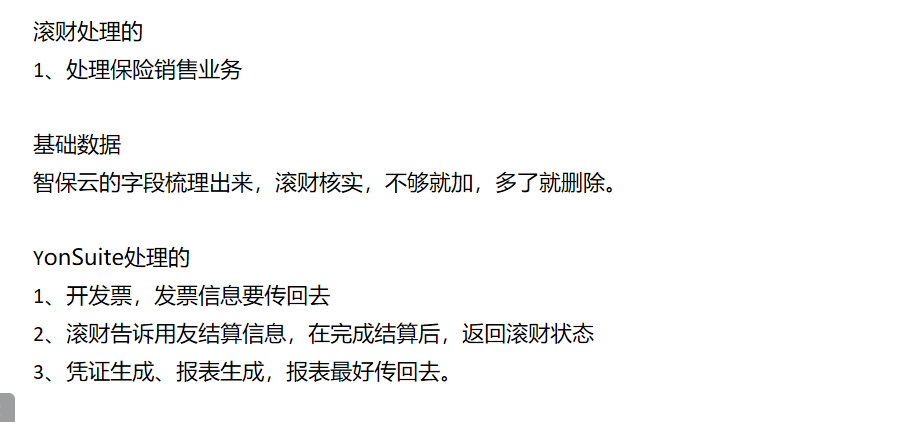 滚财处理的
1、处理保险销售业务
基础数据
智保云的字段梳理出来，滚财核实，不够就加，多了就删除。
YonSuite处理的
1、开发票，发票信息要传回去
2、滚财告诉用友结算信息，在完成结算后，返回滚财状态
3、凭证生成、报表生成，报表最好传回去。